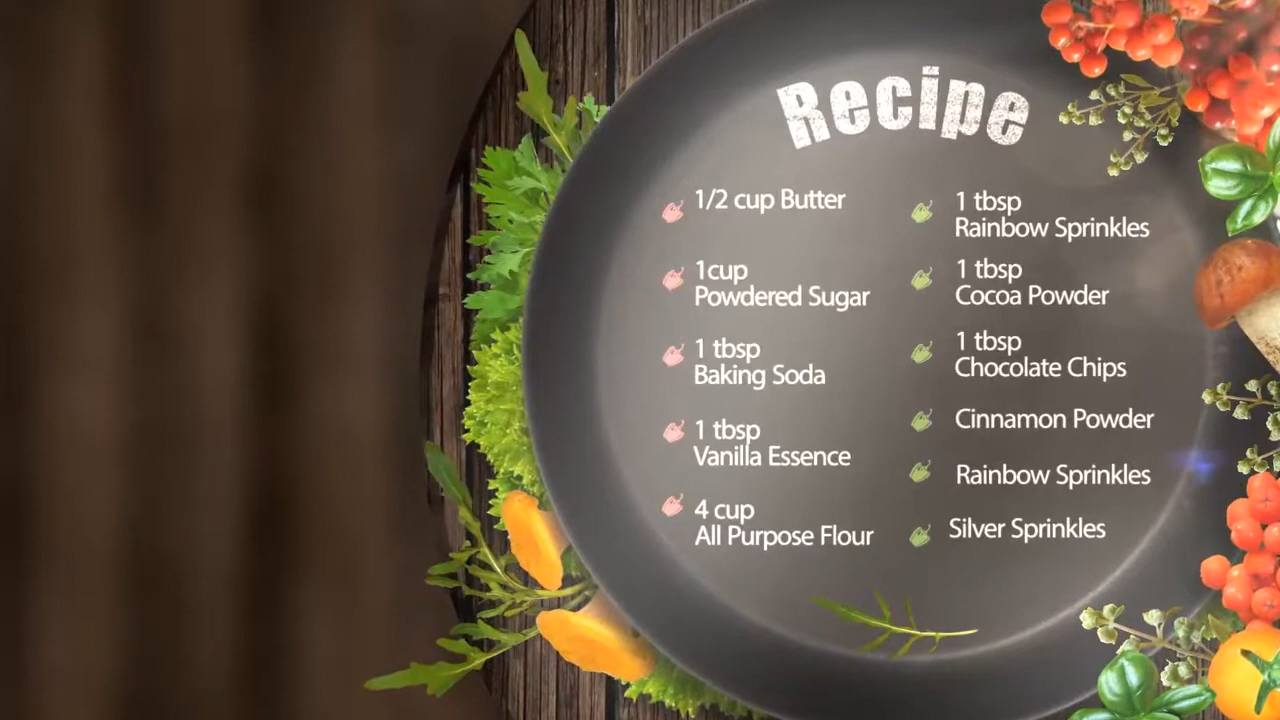 Recipe
1/2 cup Butter
1cup
Powdered Sugar
1 tbsp
Baking Soda
1 tbsp
Vanilla Essence
4 cup
All Purpose Flour
1 tbsp
Rainbow Sprinkles
1 tbsp
Cocoa Powder
1 tbsp
Chocolate Chips
Cinnamon Powder
Rainbow Sprinkles
Silver Sprinkles